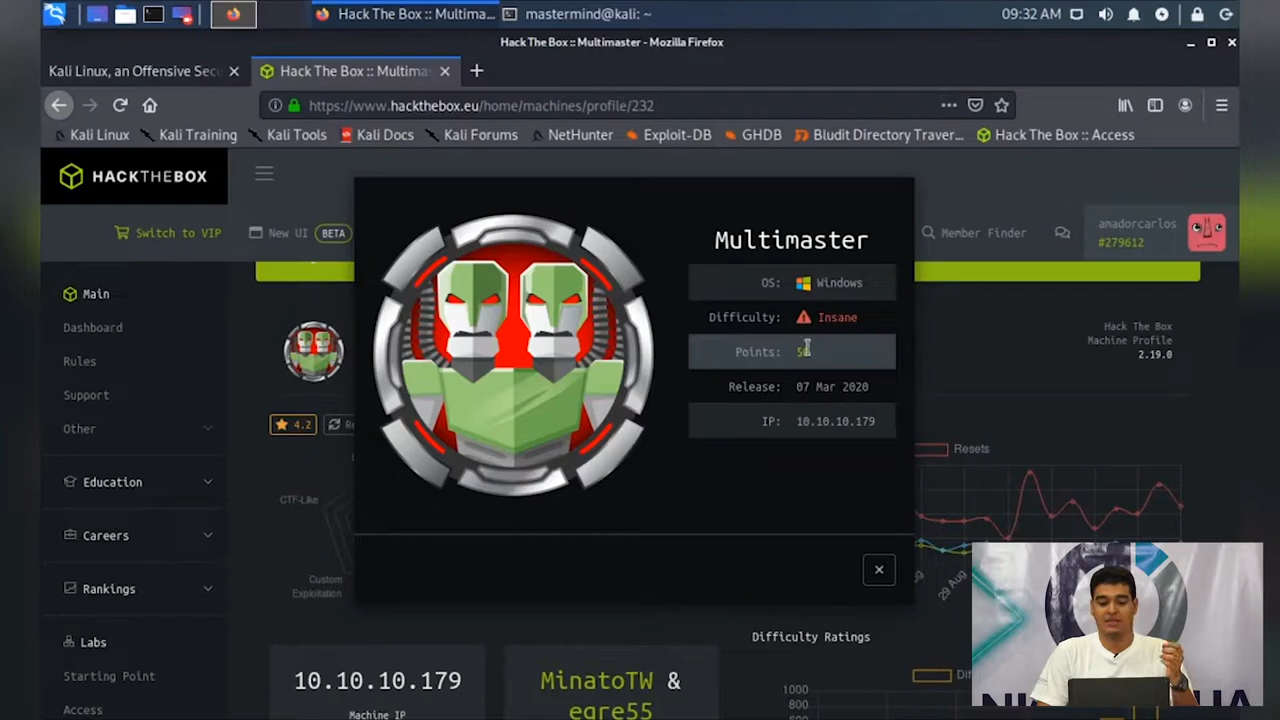 Hack The Box :: Multima...
mastermind@kali: ~
09:32 AM
Hack The Box :: Multimaster - Mozilla Firefox
Kali Linux, an Offensive Secu
Hack The Box :: Multimas
https://www.hackthebox.eu/home/machines/profile/232
Kali Linux
Kali Training
Kali Tools
Kali Docs
Kali Forums
NetHunter
Exploit-DB
GHDB
Bludit Directory Traver...
Hack The Box :: Access
HACKTHEBOX
Switch to VIP
New UI
BETA
Member Finder
amadorcarlos
#279612
Main
Dashboard
Rules
Support
Other
Education
Careers
Rankings
Labs
Starting Point
Access
Multimaster
OS: Windows
Difficulty: Insane
Points:
Release: 07 Mar 2020
IP: 10.10.10.179
Hack The Box
Machine Profile
2.19.0
4.2
Resets
CTF-Like
Custom
Exploitation
29 Aug
10.10.10.179
Machine IP
MinatoTW &
egre55
Difficulty Ratings
1000
800